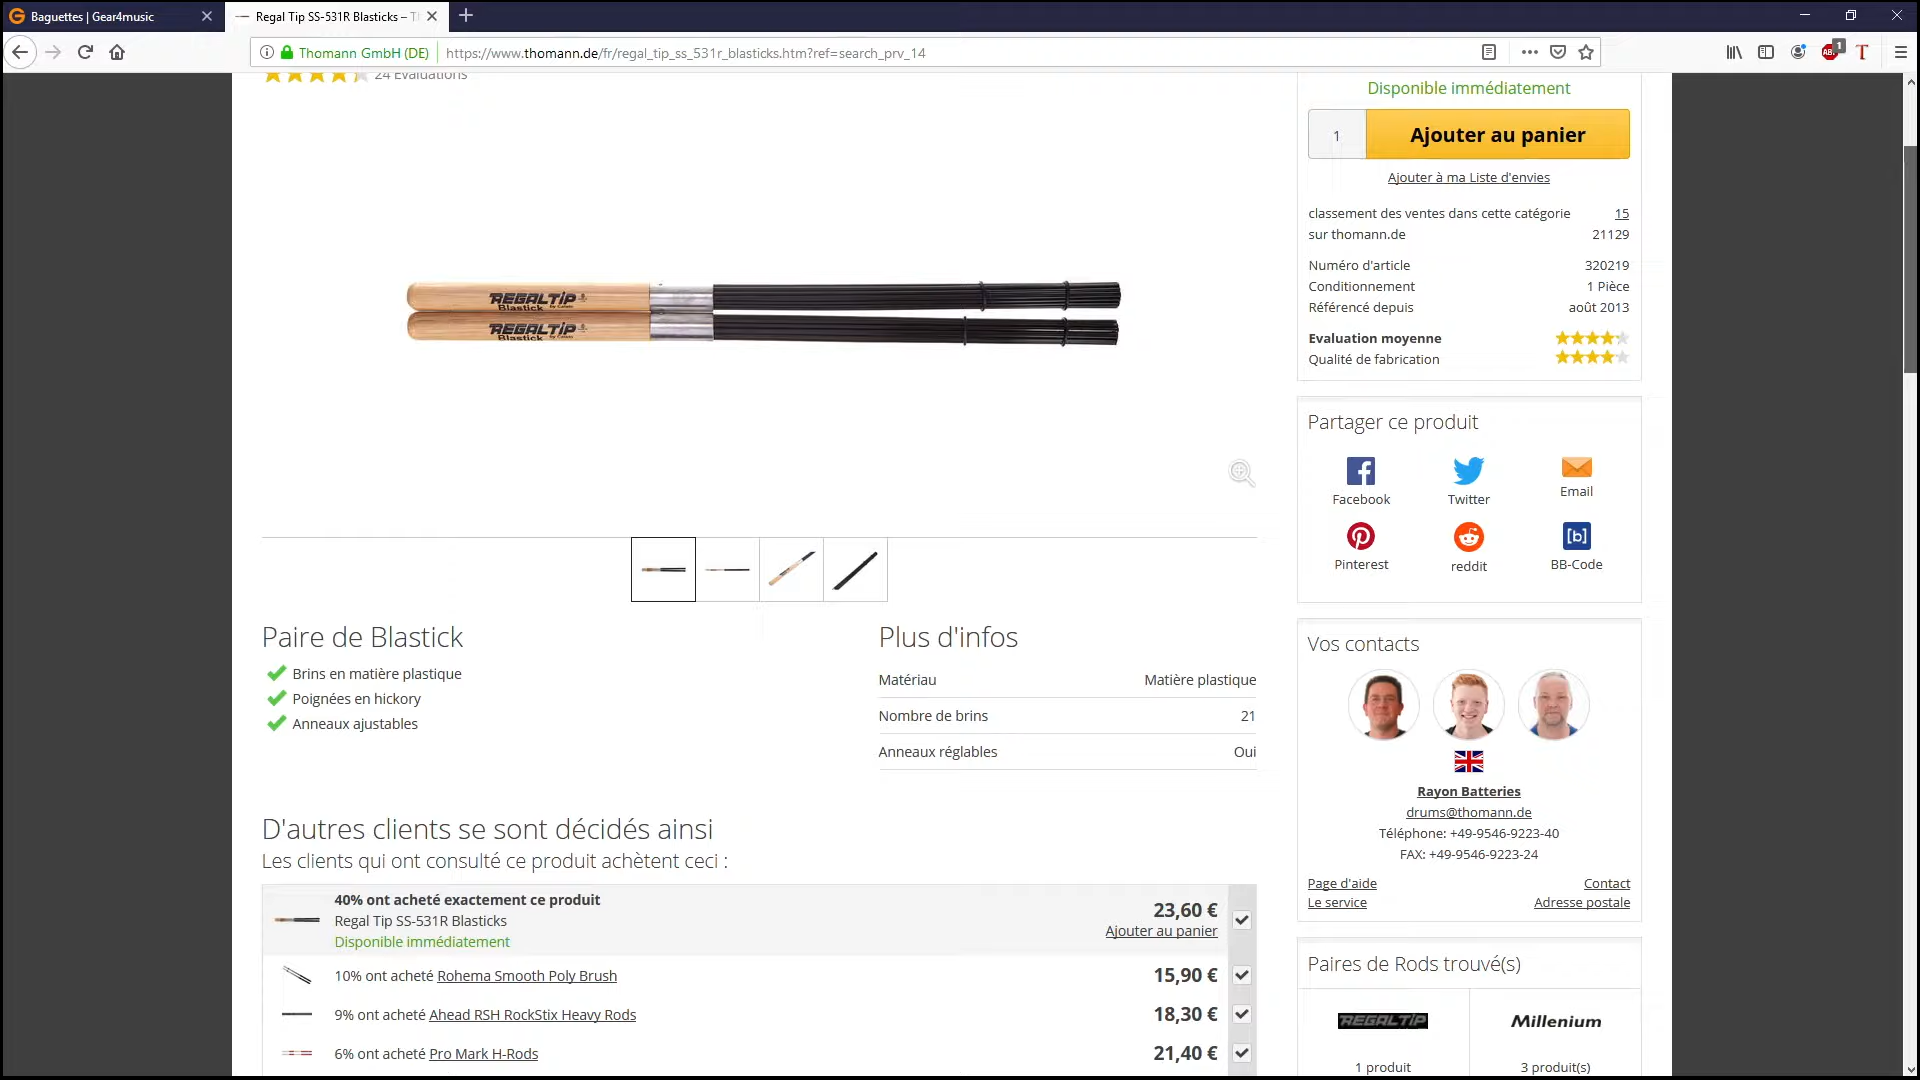 Baguettes | Gear4music
Regal Tip SS-531R Blasticks – T
Thomann GmbH (DE)
https://www.thomann.de/fr/regal_tip_ss_531r_blasticks.htm?ref=search_prv_14
ABP
1
T
24 Evaluations
Disponible immédiatement
1
Ajouter au panier
Ajouter à ma Liste d'envies
classement des ventes dans cette catégorie 15
sur thomann.de 21129
Numéro d'article 320219
Conditionnement 1 Pièce
Référencé depuis août 2013
Evaluation moyenne
Qualité de fabrication
REGALTIP
Blastick by Calato
REGALTIP
Blastick by Calato
Partager ce produit
Facebook
Twitter
Email
Pinterest
reddit
[b]
BB-Code
Paire de Blastick
Brins en matière plastique
Poignées en hickory
Anneaux ajustables
Plus d'infos
Matériau Matière plastique
Nombre de brins 21
Anneaux réglables Oui
Vos contacts
Rayon Batteries
drums@thomann.de
Téléphone: +49-9546-9223-40
FAX: +49-9546-9223-24
Page d'aide
Contact
Le service
Adresse postale
D'autres clients se sont décidés ainsi
Les clients qui ont consulté ce produit achètent ceci :
40% ont acheté exactement ce produit
Regal Tip SS-531R Blasticks
Disponible immédiatement
23,60 €
Ajouter au panier
10% ont acheté Rohema Smooth Poly Brush 15,90 €
9% ont acheté Ahead RSH RockStix Heavy Rods 18,30 €
6% ont acheté Pro Mark H-Rods 21,40 €
Paires de Rods trouvé(s)
REGALTIP
1 produit
Millenium
3 produit(s)